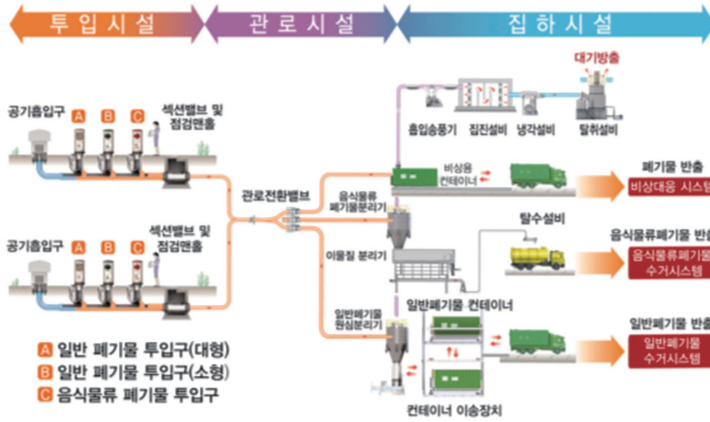 투입시설
관로시설
집하시설
대기방출
공기흡입구
A
B
C
섹션밸브 및
점검맨홀
흡입송풍기
집진설비
냉각설비
탈취설비
관로전환밸브
음식물류
폐기물분리기
비상용
컨테이너
폐기물 반출
비상대응 시스템
공기흡입구
A
B
C
섹션밸브 및
점검맨홀
이물질 분리기
탈수설비
음식물류폐기물 반출
음식물류폐기물
수거시스템
일반폐기물
원심분리기
일반폐기물 컨테이너
일반폐기물 반출
일반폐기물
수거시스템
A 일반 폐기물 투입구(대형)
B 일반 폐기물 투입구(소형)
C 음식물류 폐기물 투입구
컨테이너 이송장치